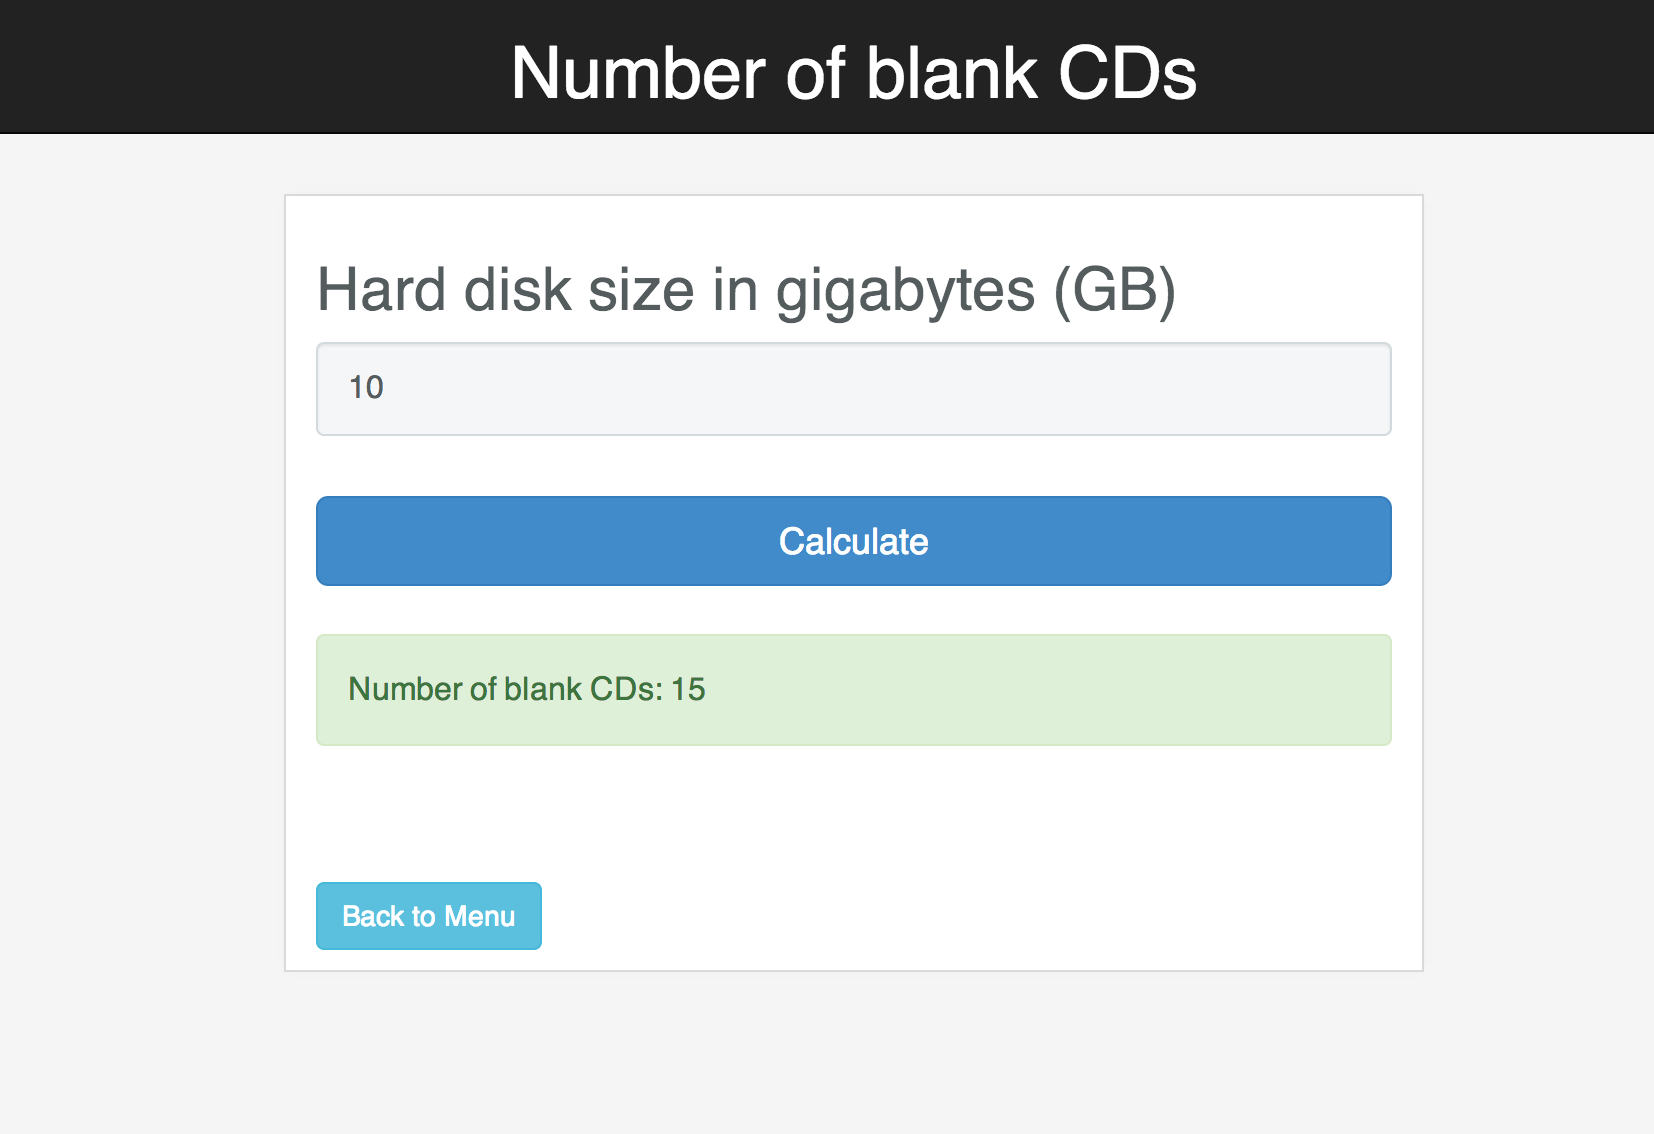 Number of blank CDs
Hard disk size in gigabytes (GB)
10
Calculate
Number of blank CDs: 15
Back to Menu